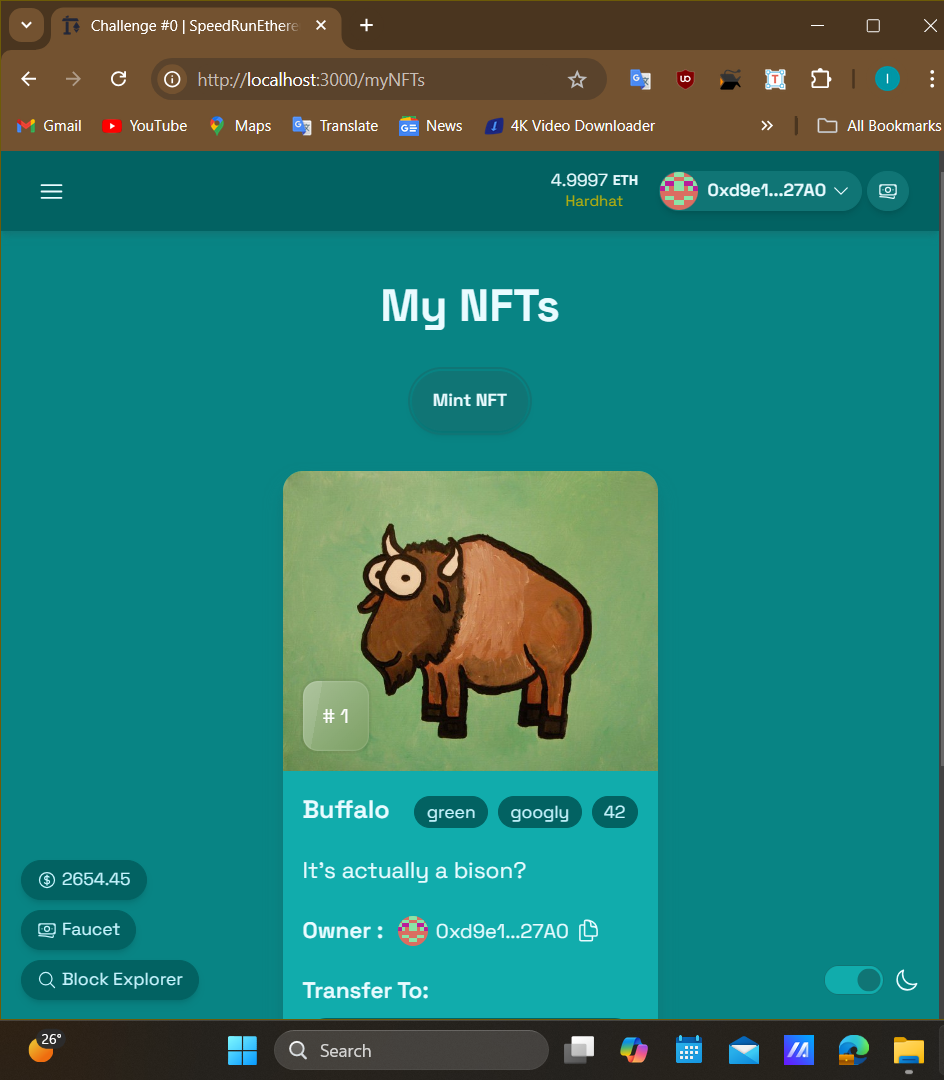 Challenge #0 | SpeedRunEthere
http://localhost:3000/myNFTs
Gmail YouTube Maps Translate News 4K Video Downloader » All Bookmarks
4.9997 ETH
Hardhat
0xd9e1...27A0
My NFTs
Mint NFT
# 1
Buffalo green googly 42
It's actually a bison?
Owner : 0xd9e1...27A0
Transfer To:
2654.45
Faucet
Block Explorer
26°
Search